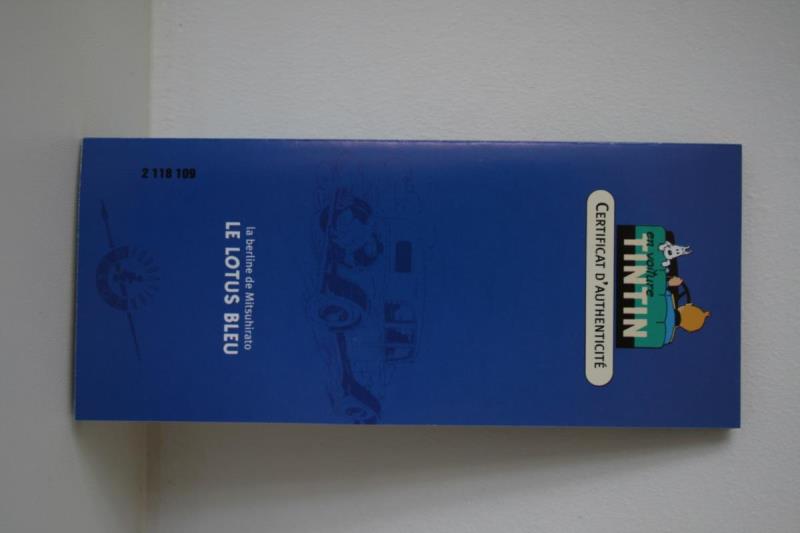 en voiture
TINTIN
CERTIFICAT D'AUTHENTICITÉ
la berline de Mitsuhirato
LE LOTUS BLEU
2 118 109